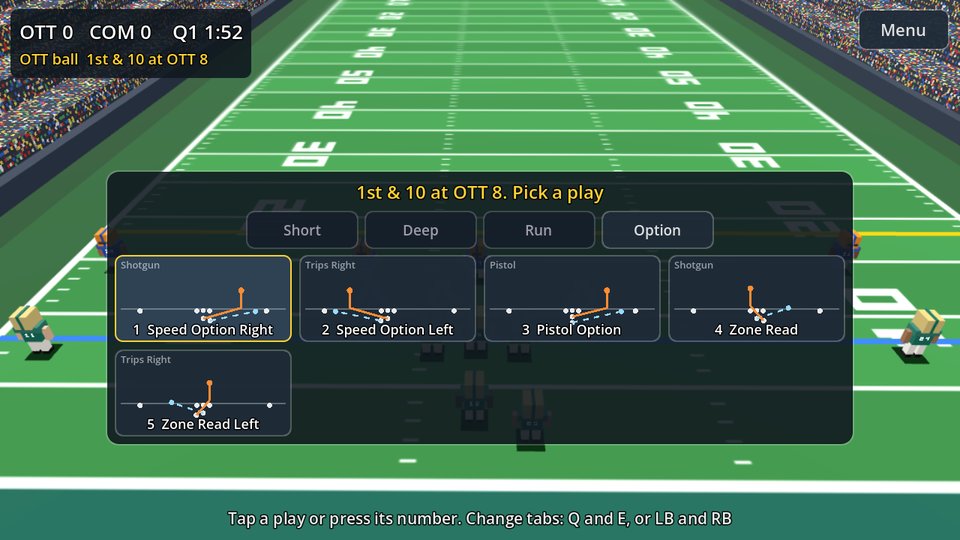 OTT 0 COM 0 Q1 1:52
OTT ball 1st & 10 at OTT 8
Menu
1st & 10 at OTT 8. Pick a play
Short
Deep
Run
Option
Shotgun
1 Speed Option Right
Trips Right
2 Speed Option Left
Pistol
3 Pistol Option
Shotgun
4 Zone Read
Trips Right
5 Zone Read Left
Tap a play or press its number. Change tabs: Q and E, or LB and RB